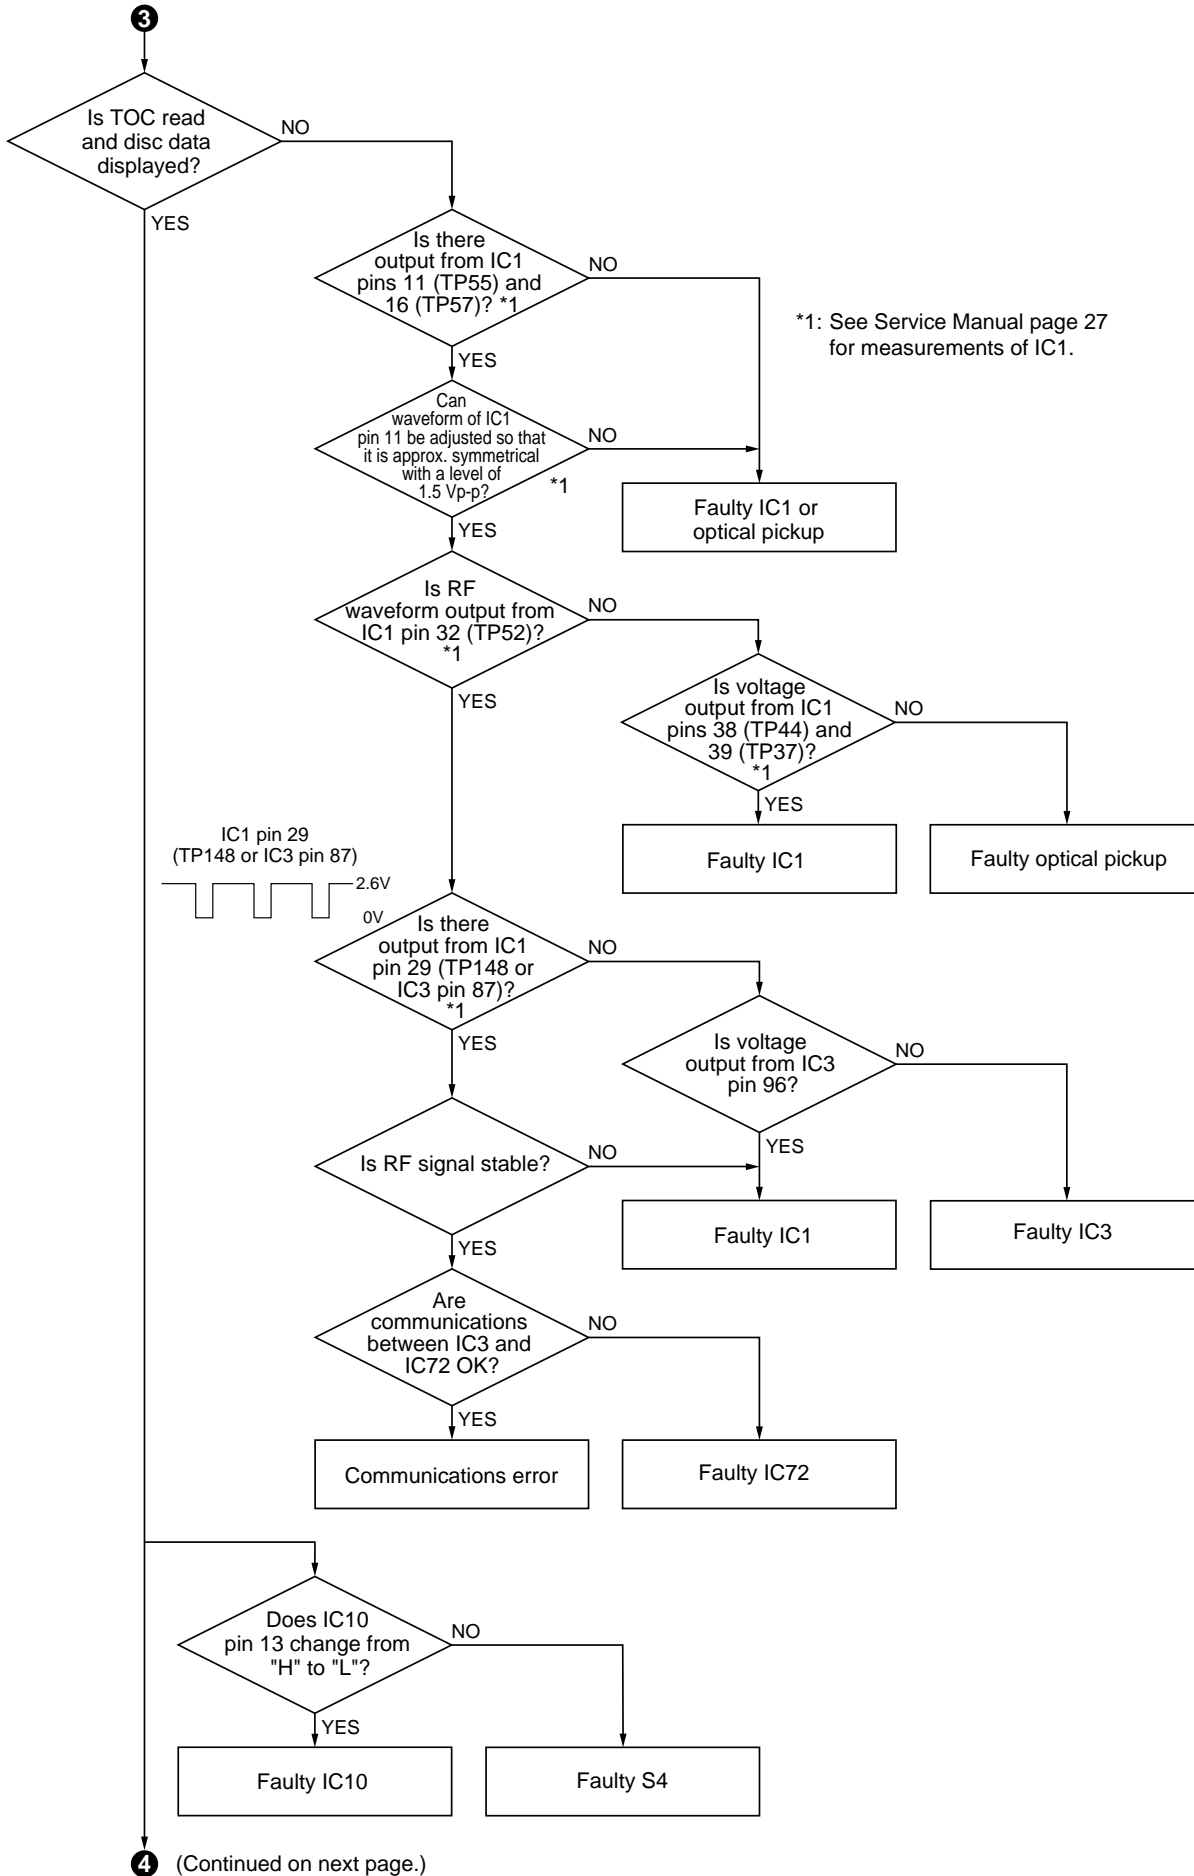 3
Is TOC read
and disc data
displayed?
NO
YES
Is there
output from IC1
pins 11 (TP55) and
16 (TP57)? *1
NO
YES
*1: See Service Manual page 27
for measurements of IC1.
Can
waveform of IC1
pin 11 be adjusted so that
it is approx. symmetrical
with a level of
1.5 Vp-p?
*1
NO
YES
Faulty IC1 or
optical pickup
Is RF
waveform output from
IC1 pin 32 (TP52)?
*1
NO
YES
Is voltage
output from IC1
pins 38 (TP44) and
39 (TP37)?
*1
NO
YES
Faulty IC1
Faulty optical pickup
IC1 pin 29
(TP148 or IC3 pin 87)
2.6V
0V
Is there
output from IC1
pin 29 (TP148 or
IC3 pin 87)?
*1
NO
YES
Is voltage
output from IC3
pin 96?
NO
YES
Is RF signal stable?
NO
YES
Faulty IC1
Faulty IC3
Are
communications
between IC3 and
IC72 OK?
NO
YES
Communications error
Faulty IC72
Does IC10
pin 13 change from
"H" to "L"?
NO
YES
Faulty IC10
Faulty S4
4 (Continued on next page.)